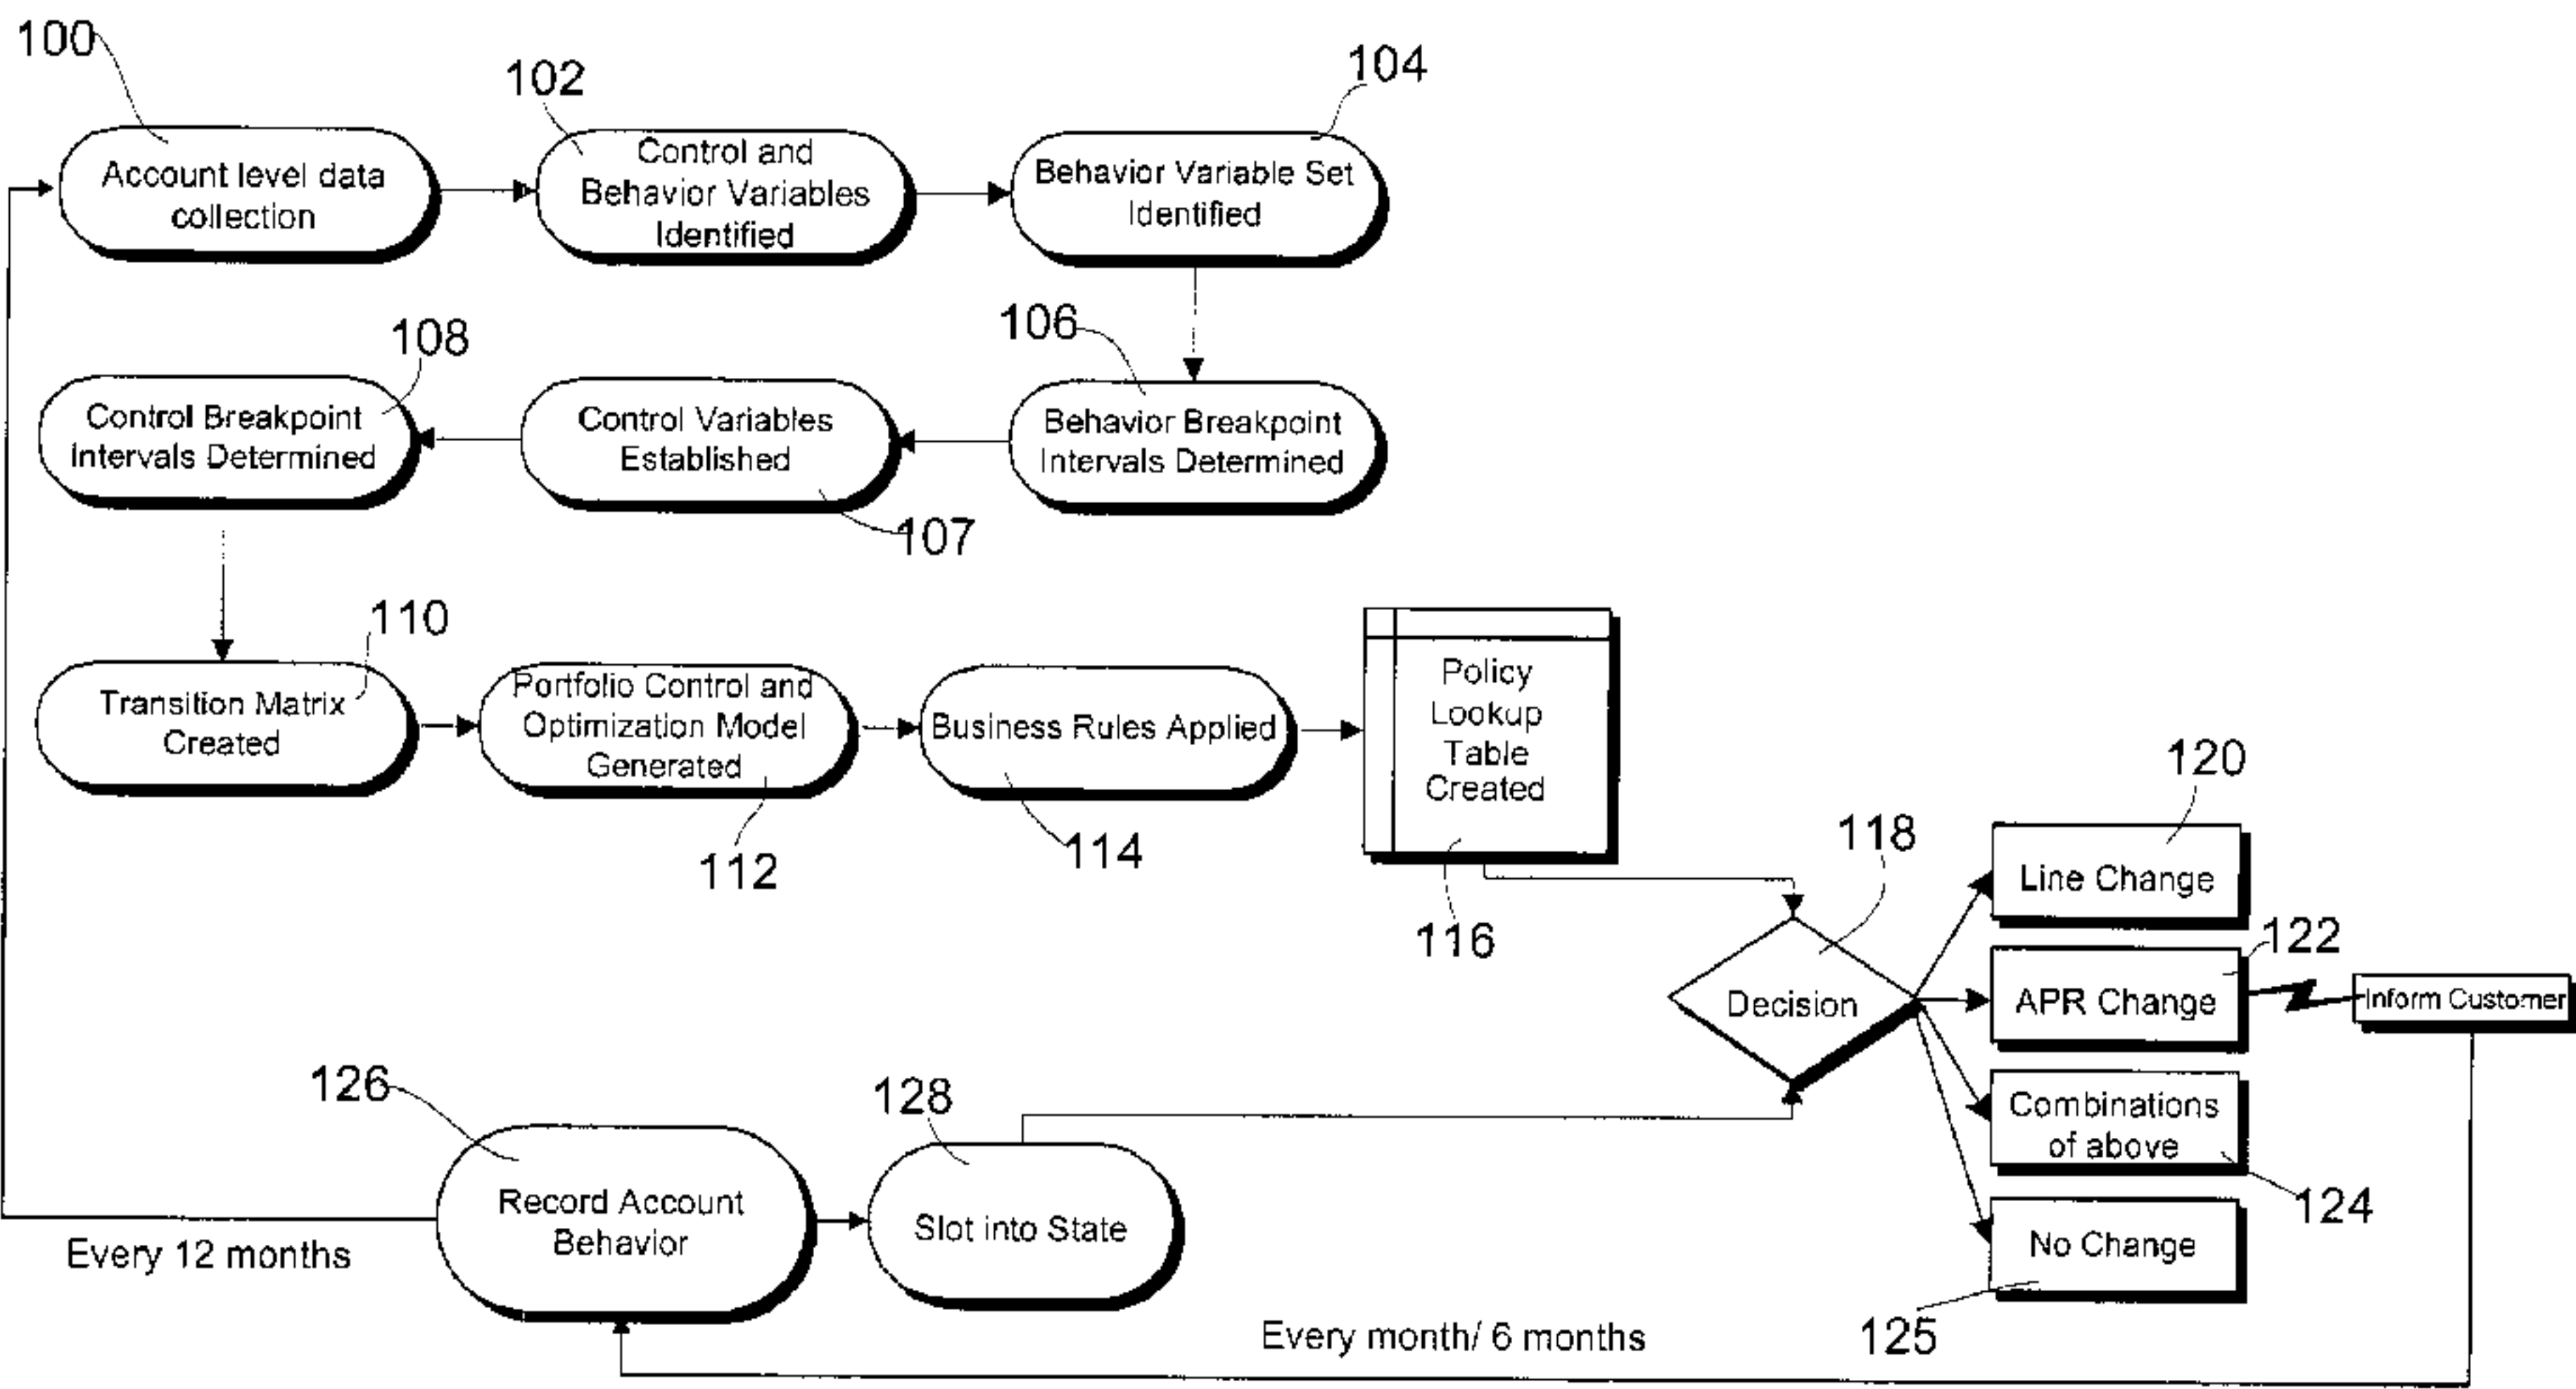 100
102
104
Account level data
collection
Control and
Behavior Variables
Identified
Behavior Variable Set
Identified
108
106
Control Breakpoint
Intervals Determined
Control Variables
Established
Behavior Breakpoint
Intervals Determined
107
110
Transition Matrix
Created
Portfolio Control and
Optimization Model
Generated
Business Rules Applied
Policy
Lookup
Table
Created
112
114
116
118
120
Line Change
122
Decision
APR Change
Inform Customer
Combinations
of above
124
No Change
125
126
128
Record Account
Behavior
Slot into State
Every 12 months
Every month/ 6 months